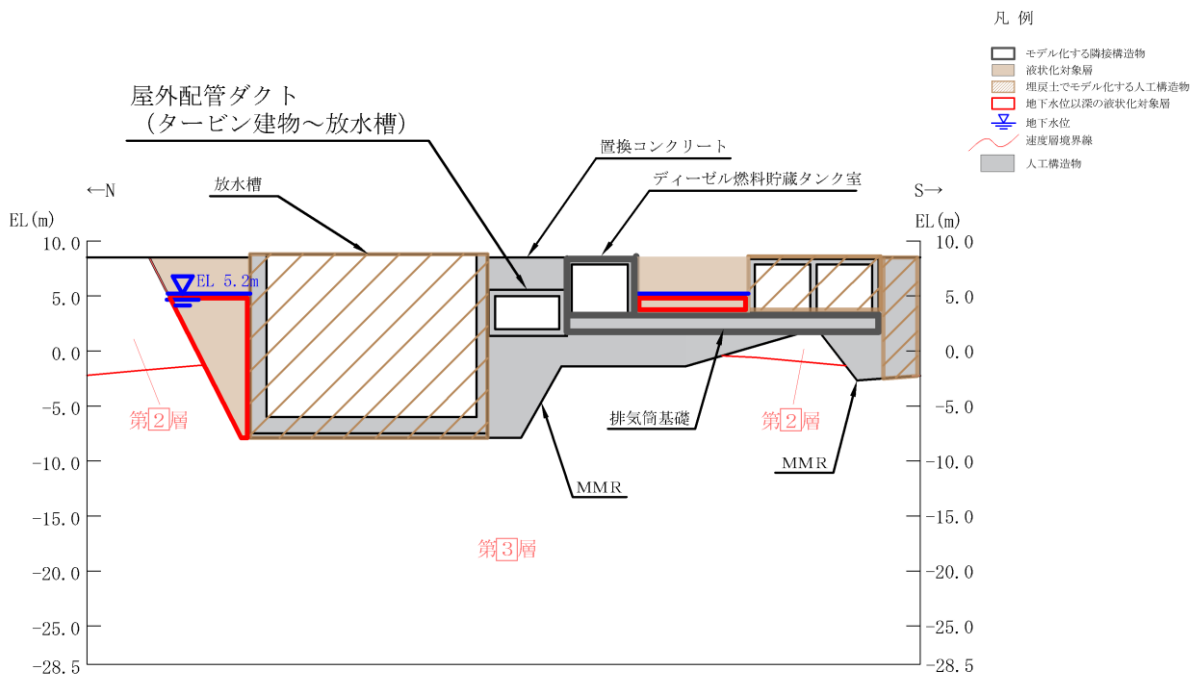 凡 例
モデル化する隣接構造物
液状化対象層
埋戻土でモデル化する人工構造物
地下水位以深の液状化対象層
地下水位
速度層境界線
人工構造物
屋外配管ダクト
（タービン建物～放水槽）
置換コンクリート
ディーゼル燃料貯蔵タンク室
放水槽
←N
S→
EL(m)
EL(m)
10.0
10.0
EL 5.2m
5.0
5.0
0.0
0.0
-5.0
-5.0
第2層
排気筒基礎
第2層
-10.0
MMR
-10.0
MMR
-15.0
-15.0
第3層
-20.0
-20.0
-25.0
-25.0
-28.5
-28.5